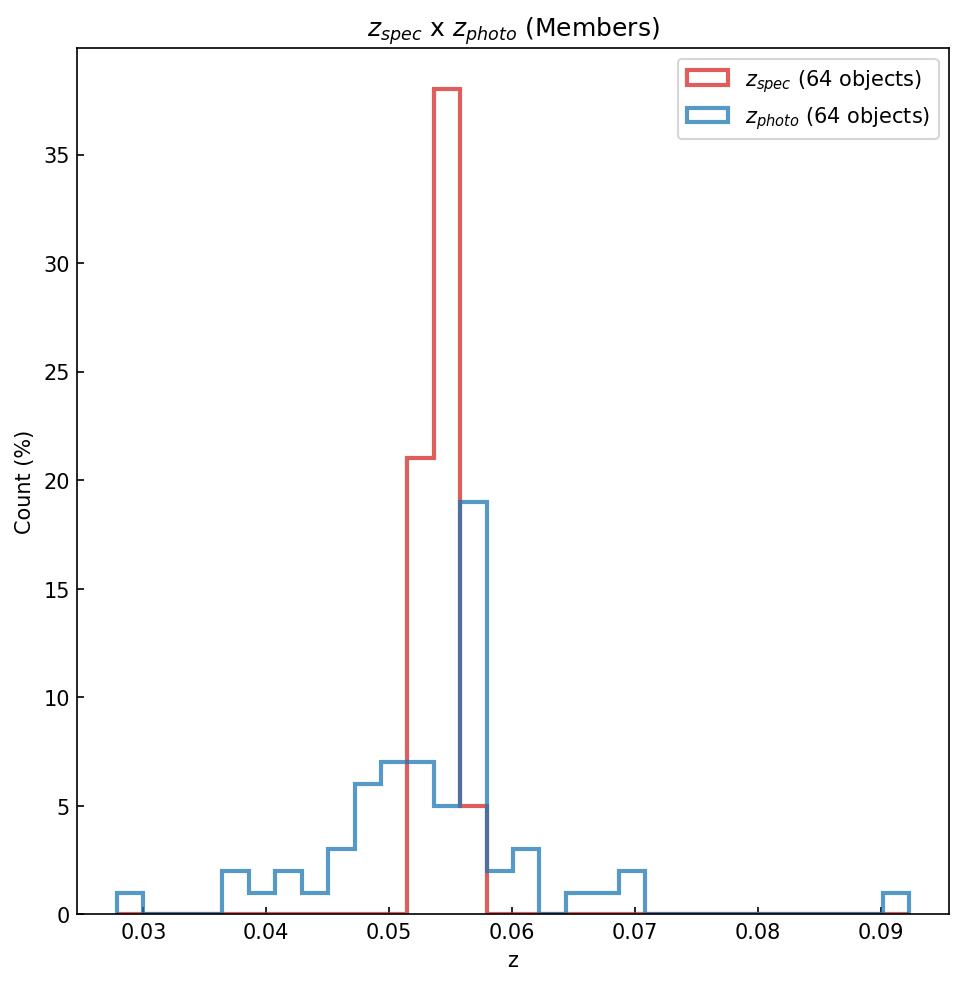 z_spec x z_photo (Members)
z_spec (64 objects)
z_photo (64 objects)
Count (%)
35
30
25
20
15
10
5
0
0.03 0.04 0.05 0.06 0.07 0.08 0.09
z